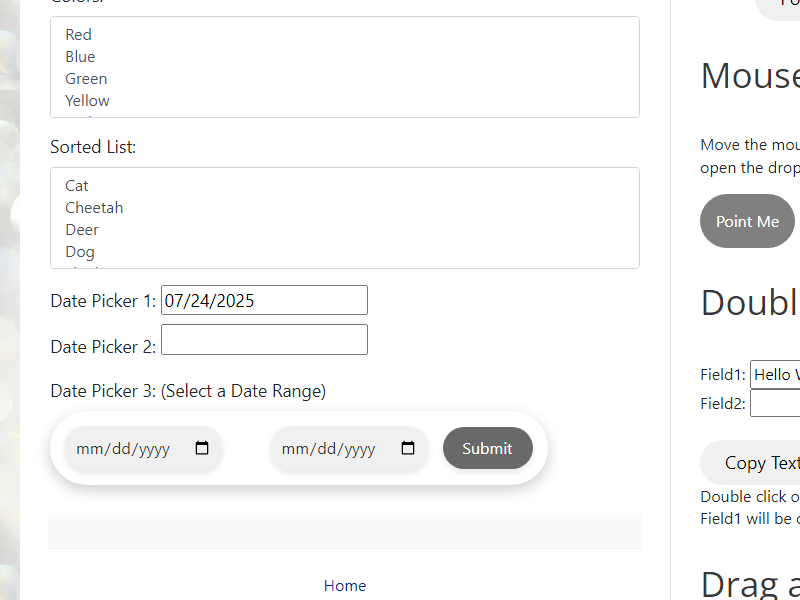 Red
Blue
Green
Yellow
Sorted List:
Cat
Cheetah
Deer
Dog
Date Picker 1: 07/24/2025
Date Picker 2:
Date Picker 3: (Select a Date Range)
mm/dd/yyyy mm/dd/yyyy Submit
Home
Mouse
Move the mou
open the drop
Point Me
Doubl
Field1: Hello W
Field2:
Copy Text
Double click o
Field1 will be c
Drag a